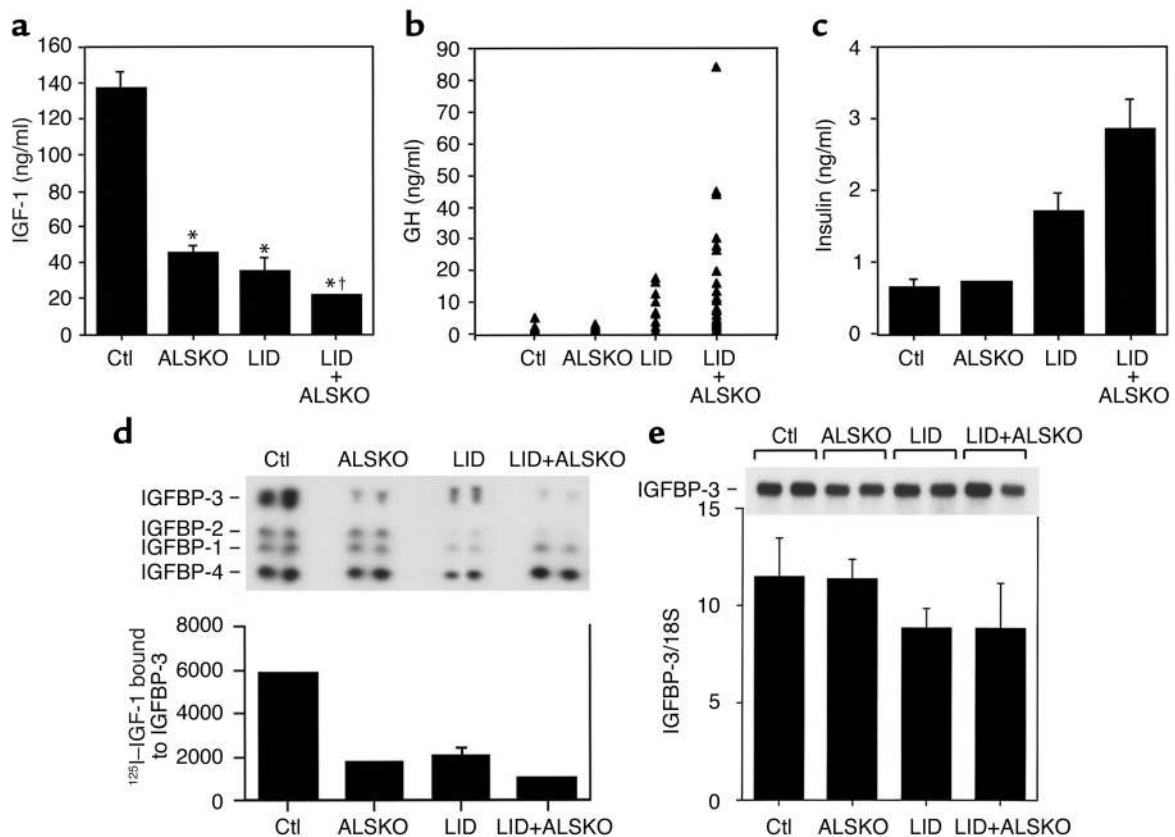 a
160
140
120
100
80
60
40
20
0
IGF-1 (ng/ml)
*
*
*†
Ctl
ALSKO
LID
LID
+
ALSKO
b
90
80
70
60
50
40
30
20
10
0
GH (ng/ml)
Ctl
ALSKO
LID
LID
+
ALSKO
c
4
3
2
1
0
Insulin (ng/ml)
Ctl
ALSKO
LID
LID
+
ALSKO
d
Ctl
ALSKO
LID
LID+ALSKO
IGFBP-3
IGFBP-2
IGFBP-1
IGFBP-4
8000
6000
4000
2000
0
¹²⁵I–IGF-1 bound
to IGFBP-3
Ctl
ALSKO
LID
LID+ALSKO
e
Ctl
ALSKO
LID
LID+ALSKO
IGFBP-3
15
10
5
0
IGFBP-3/18S
Ctl
ALSKO
LID
LID+ALSKO